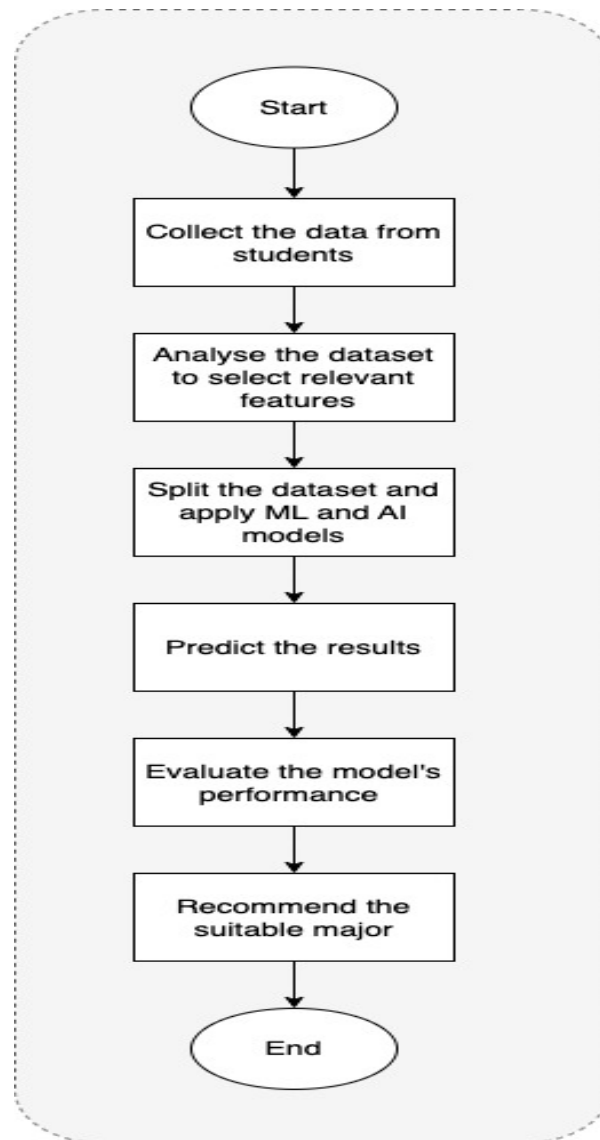 Start
Collect the data from
students
Analyse the dataset
to select relevant
features
Split the dataset and
apply ML and AI
models
Predict the results
Evaluate the model's
performance
Recommend the
suitable major
End